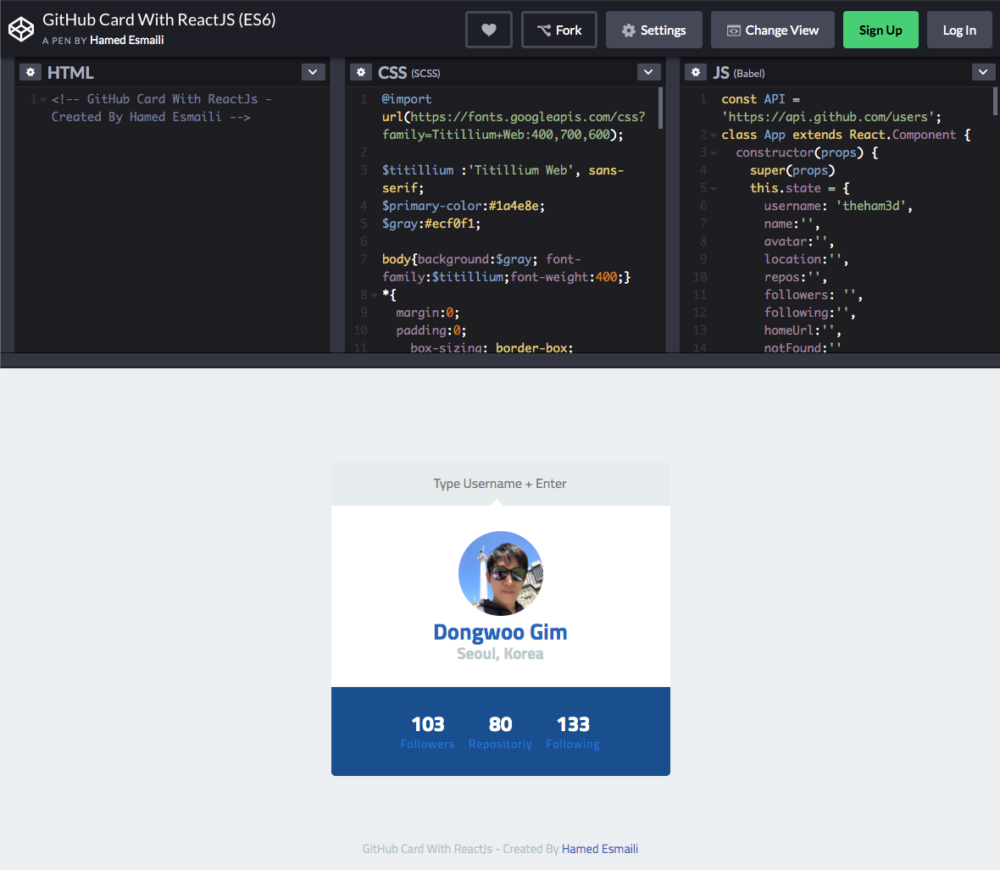 GitHub Card With ReactJS (ES6)
A PEN BY Hamed Esmaili
Fork
Settings
Change View
Sign Up
Log In
HTML
1 <!-- GitHub Card With ReactJs -
Created By Hamed Esmaili -->
CSS (SCSS)
1 @import
url(https://fonts.googleapis.com/css?
family=Titillium+Web:400,700,600);
2
3 $titillium :'Titillium Web', sans-
serif;
4 $primary-color:#1a4e8e;
5 $gray:#ecf0f1;
6
7 body{background:$gray; font-
family:$titillium;font-weight:400;}
8 *{
9 margin:0;
10 padding:0;
11 box-sizing: border-box;
JS (Babel)
1 const API =
'https://api.github.com/users';
2 class App extends React.Component {
3 constructor(props) {
4 super(props)
5 this.state = {
6 username: 'theham3d',
7 name:'',
8 avatar:'',
9 location:'',
10 repos:'',
11 followers: '',
12 following:'',
13 homeUrl:'',
14 notFound:''
Type Username + Enter
Dongwoo Gim
Seoul, Korea
103 80 133
Followers Repositoriy Following
GitHub Card With ReactJs - Created By Hamed Esmaili